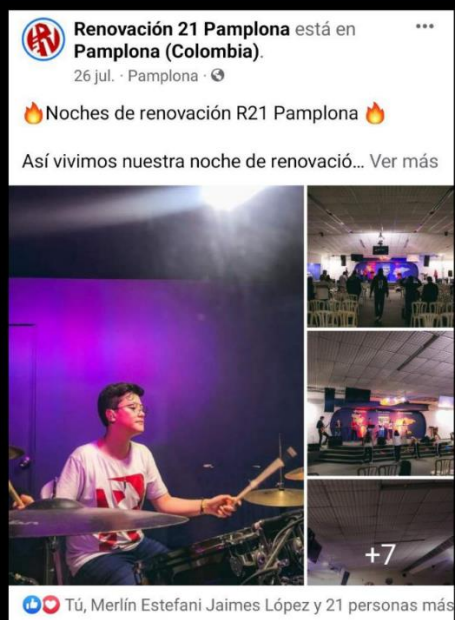 Renovación 21 Pamplona está en
Pamplona (Colombia).
26 jul. · Pamplona ·
🔥Noches de renovación R21 Pamplona 🔥
Así vivimos nuestra noche de renovació... Ver más
+7
Tú, Merlín Estefani Jaimes López y 21 personas más